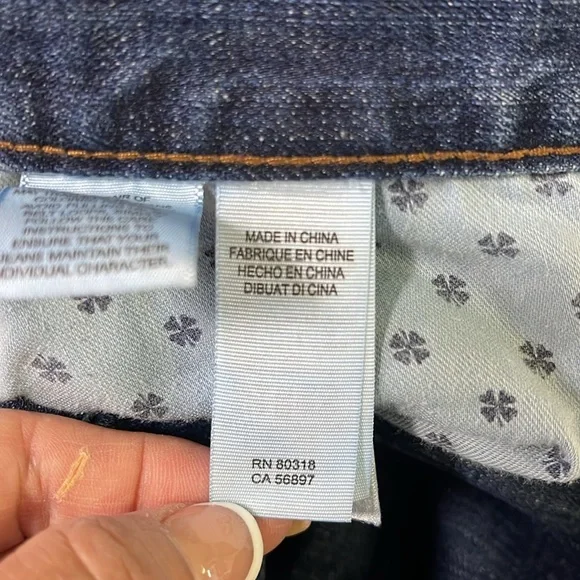 INSTRUCTIONS TO
ENSURE THAT YOUR
JEANS MAINTAIN THEIR
INDIVIDUAL CHARACTER.
MADE IN CHINA
FABRIQUE EN CHINE
HECHO EN CHINA
DIBUAT DI CINA
RN 80318
CA 56897